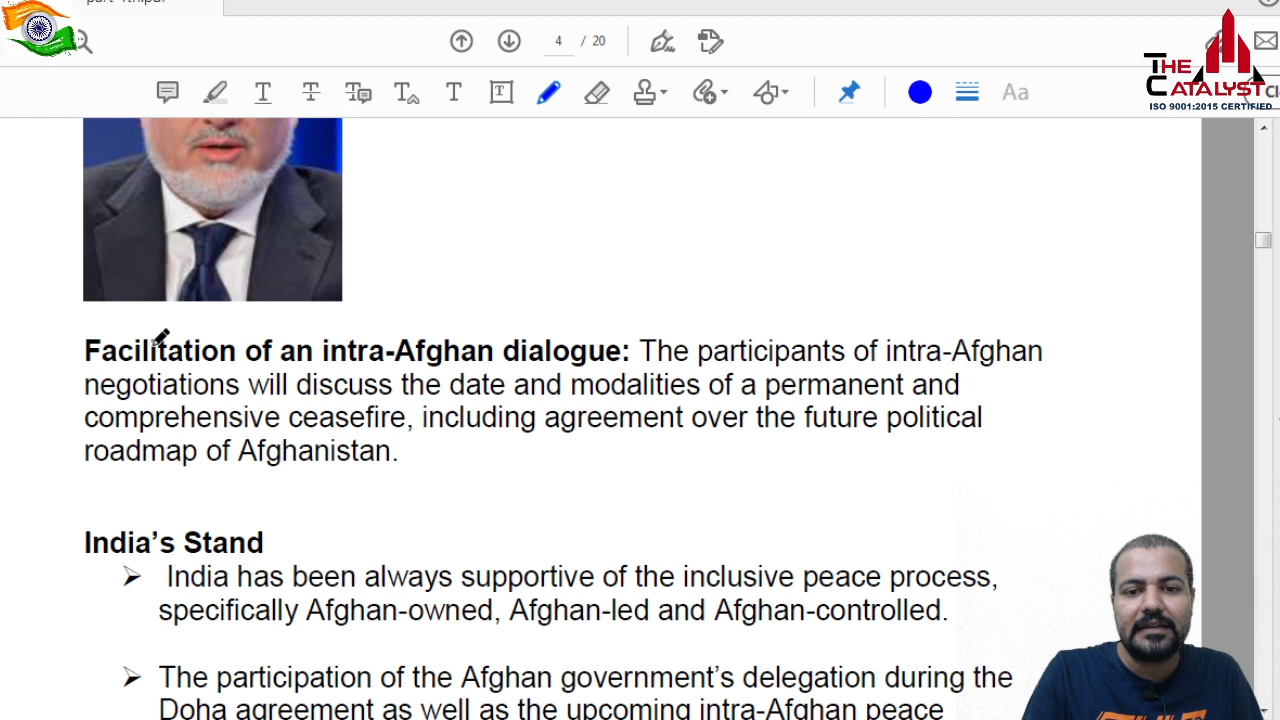 4 / 20
THE
CATALYST
ISO 9001:2015 CERTIFIED
Aa
Facilitation of an intra-Afghan dialogue: The participants of intra-Afghan
negotiations will discuss the date and modalities of a permanent and
comprehensive ceasefire, including agreement over the future political
roadmap of Afghanistan.
India's Stand
➢ India has been always supportive of the inclusive peace process,
specifically Afghan-owned, Afghan-led and Afghan-controlled.
➢ The participation of the Afghan government's delegation during the
Doha agreement as well as the upcoming intra-Afghan peace